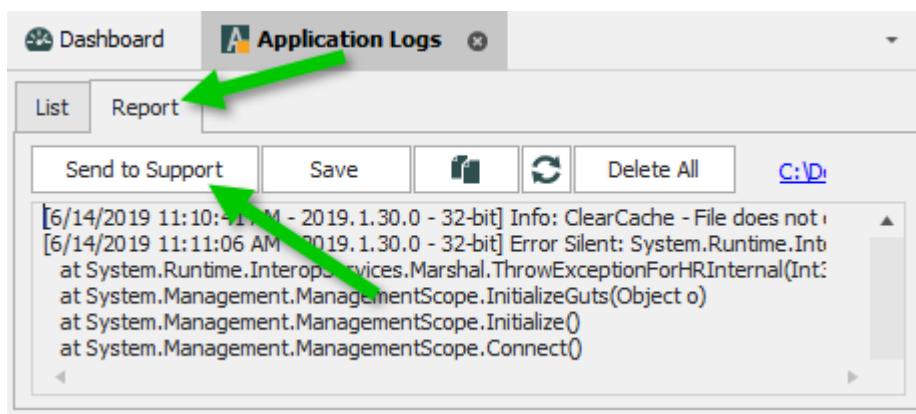 Dashboard Application Logs
List Report
Send to Support Save Delete All C:\D
[6/14/2019 11:10:41 AM - 2019.1.30.0 - 32-bit] Info: ClearCache - File does not
[6/14/2019 11:11:06 AM - 2019.1.30.0 - 32-bit] Error Silent: System.Runtime.Int
at System.Runtime.InteropServices.Marshal.ThrowExceptionForHRInternal(Int3
at System.Management.ManagementScope.InitializeGuts(Object o)
at System.Management.ManagementScope.Initialize()
at System.Management.ManagementScope.Connect()